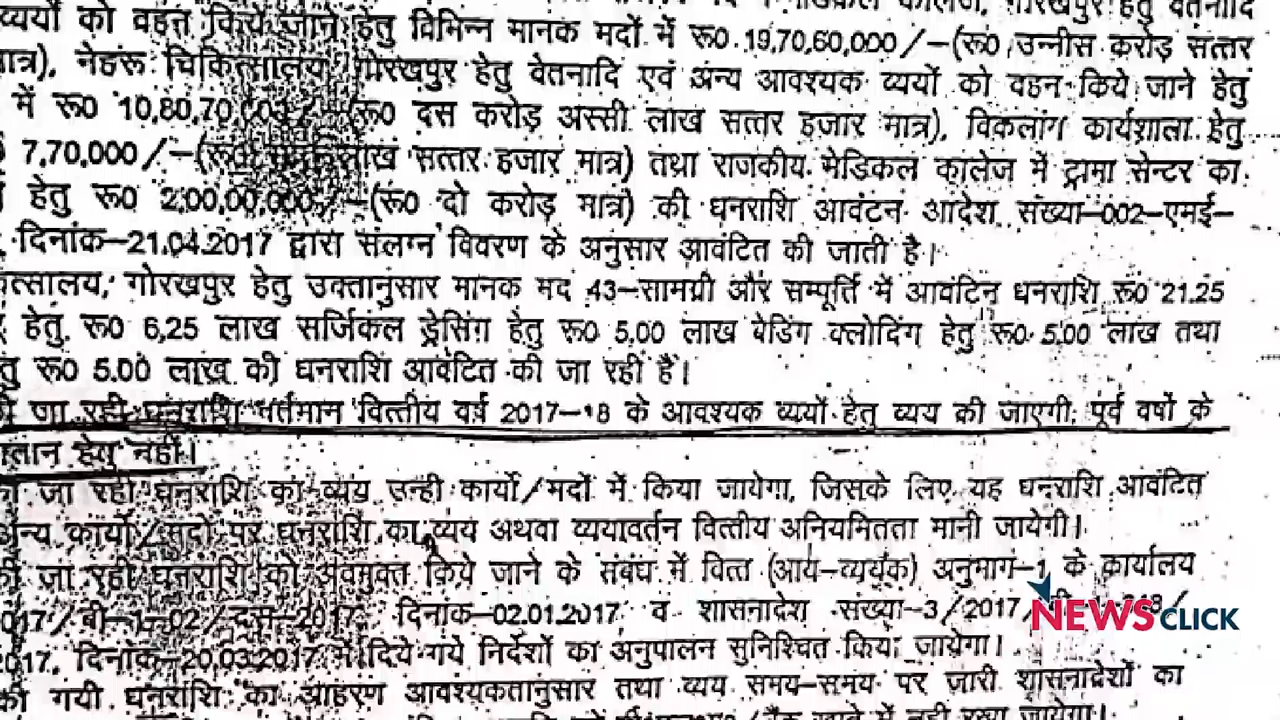 व्ययों को वहन किये जाने हेतु विभिन्न मानक मदों में रू0 19,70,60,000/–(रू0 उन्नीस करोड़ सत्तर
मात्र), नेहरू चिकित्सालय, गोरखपुर हेतु वेतनादि एवं अन्य आवश्यक व्ययों को वहन किये जाने हेतु
में रू0 10,80,70,000/–(रू0 दस करोड़ अस्सी लाख सत्तर हजार मात्र), विकलांग कार्यशाला हेतु
7,70,000/–(रू0 लाख सत्तर हजार मात्र) तथा राजकीय मेडिकल कालेज में ट्रामा सेन्टर का
हेतु रू0 2,00,00,000/–(रू0 दो करोड़ मात्र) की धनराशि आवंटन आदेश संख्या–002–एमई–
दिनांक–21.04.2017 द्वारा संलग्न विवरण के अनुसार आवंटित की जाती है।
गोरखपुर हेतु उक्तानुसार मानक मद 43–सामग्री और सम्पूर्ति में आवंटित धनराशि रू0 21.25
हेतु, रू0 6,25 लाख सर्जिकल ड्रेसिंग हेतु रू0 5,00 लाख बेडिंग क्लोदिंग हेतु रू0 5.00 लाख तथा
रू0 5.00 लाख की धनराशि आवंटित की जा रही है।
जा रही धनराशि वर्तमान वित्तीय वर्ष 2017–18 के आवश्यक व्ययों हेतु व्यय की जाएगी, पूर्व वर्षो के
हेतु नहीं।
जा रही धनराशि का व्यय उन्ही कार्यो/मदों में किया जायेगा, जिसके लिए यह धनराशि आवंटित
अन्य कार्यो/मदों पर धनराशि का व्यय अथवा व्ययावर्तन वित्तीय अनियमितता मानी जायेगी।
की जा रही धनराशि को अवमुक्त किये जाने के संबंध में वित्त (आय–व्ययक) अनुभाग–1 के कार्यालय
दिनांक–02.01.2017 व शासनादेश संख्या–3/2017/
2017, दिनांक–20.03.2017 में दिये गये निर्देशों का अनुपालन सुनिश्चित किया जायेगा।
की गयी धनराशि का आहरण आवश्यकतानुसार तथा व्यय समय–समय पर जारी शासनादेशों का
NEWSCLICK